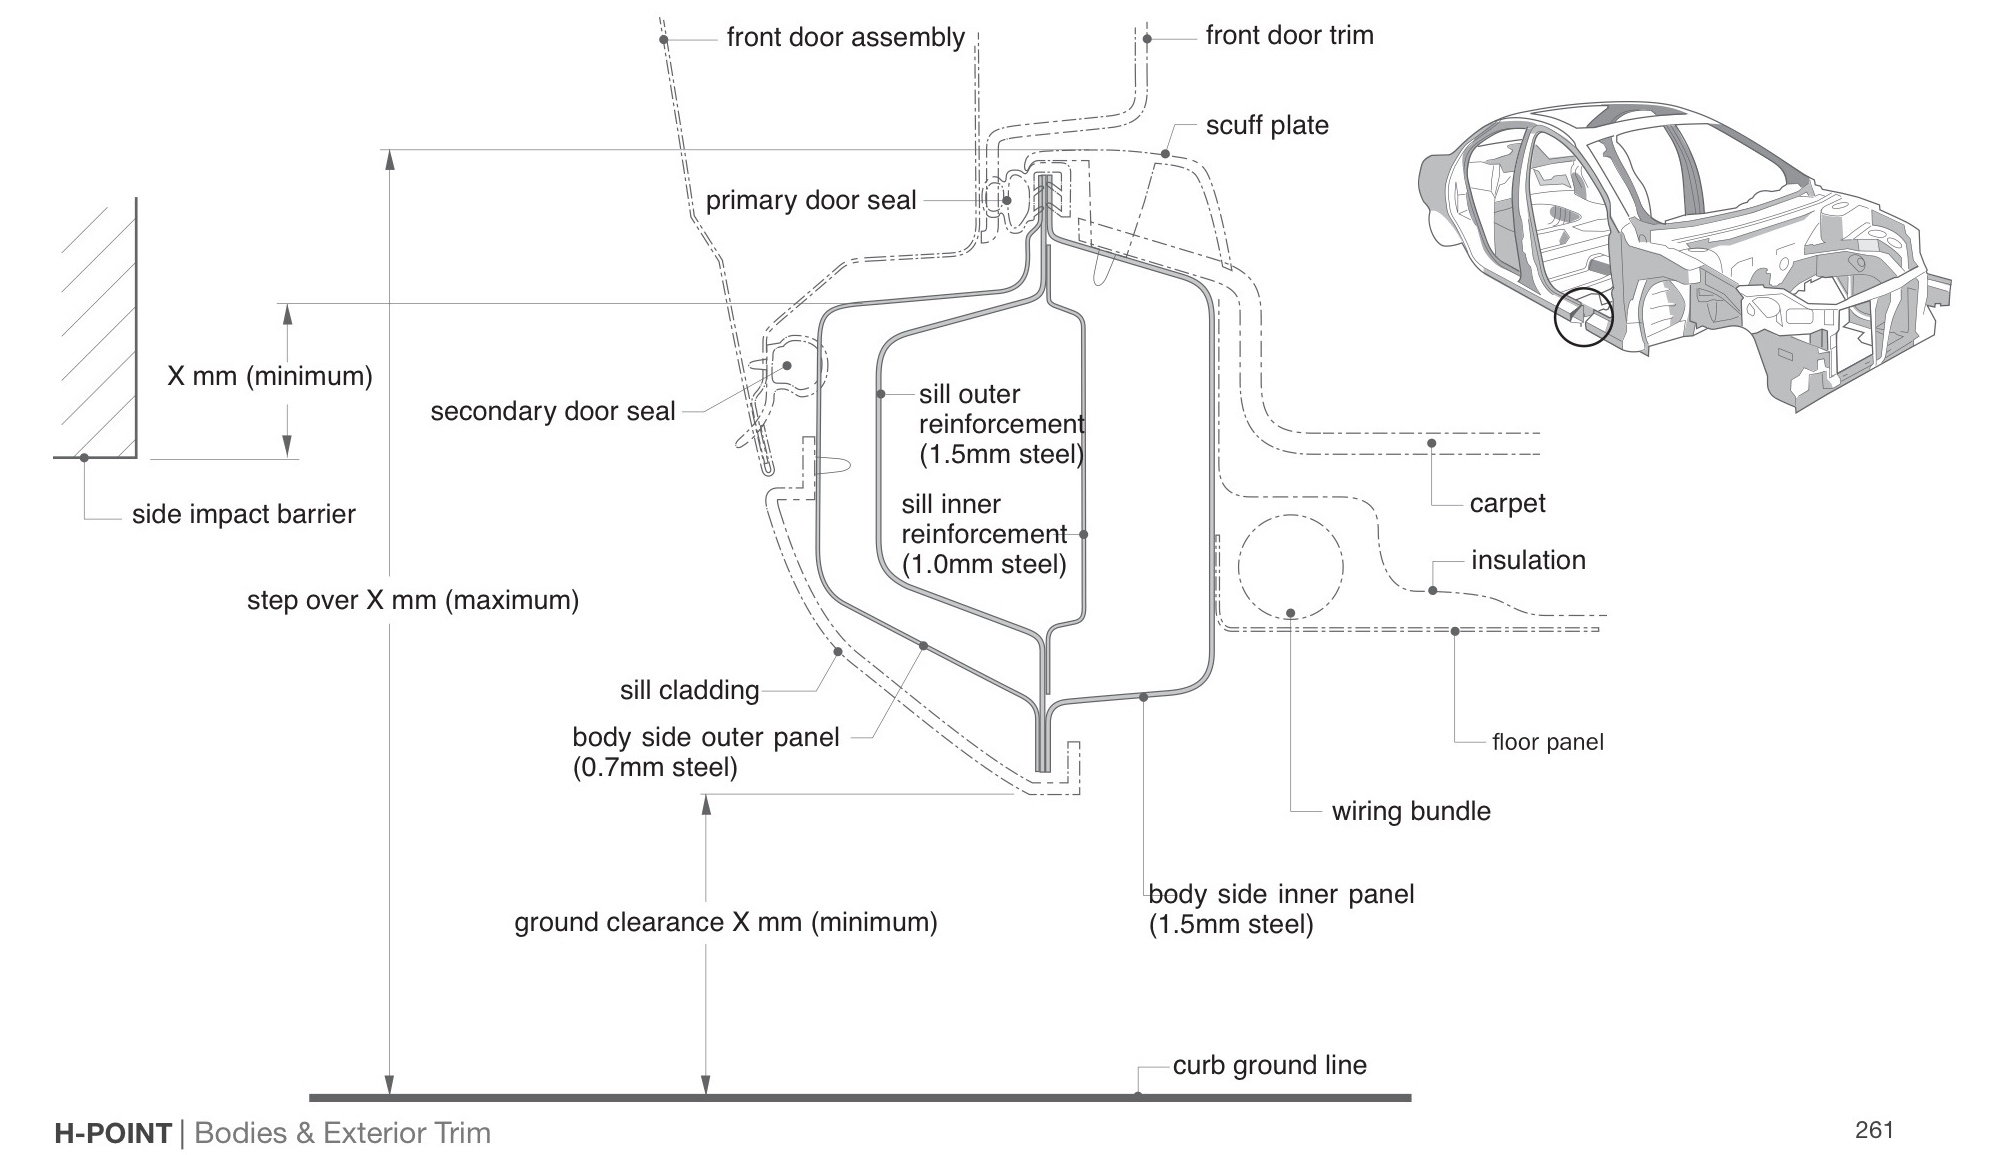 front door assembly
front door trim
scuff plate
primary door seal
X mm (minimum)
secondary door seal
sill outer
reinforcement
(1.5mm steel)
sill inner
reinforcement
(1.0mm steel)
carpet
side impact barrier
insulation
step over X mm (maximum)
sill cladding
body side outer panel
(0.7mm steel)
floor panel
wiring bundle
body side inner panel
(1.5mm steel)
ground clearance X mm (minimum)
curb ground line
H-POINT | Bodies & Exterior Trim
261